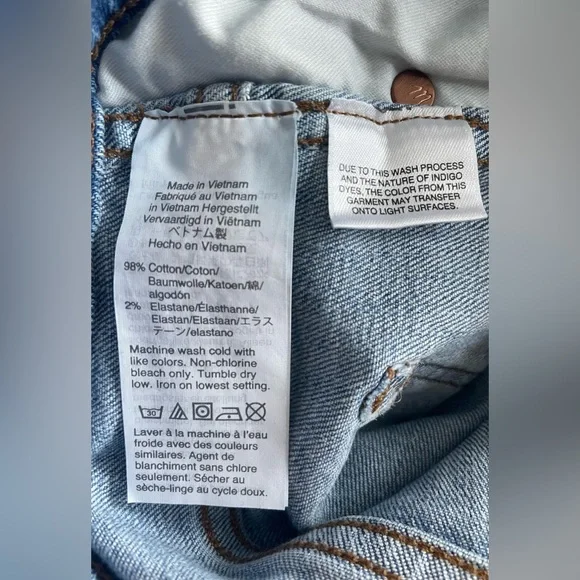 Made in Vietnam
Fabriqué au Vietnam
in Vietnam Hergestellt
Vervaardigd in Viëtnam
ベトナム製
Hecho en Vietnam
98% Cotton/Coton/
Baumwolle/Katoen/綿/
algodón
2% Elastane/Élasthanne/
Elastan/Elastaan/エラス
テーン/elastano
Machine wash cold with
like colors. Non-chlorine
bleach only. Tumble dry
low. Iron on lowest setting.
30
Laver à la machine à l'eau
froide avec des couleurs
similaires. Agent de
blanchiment sans chlore
seulement. Sécher au
sèche-linge au cycle doux.
DUE TO THIS WASH PROCESS
AND THE NATURE OF INDIGO
DYES, THE COLOR FROM THIS
GARMENT MAY TRANSFER
ONTO LIGHT SURFACES.